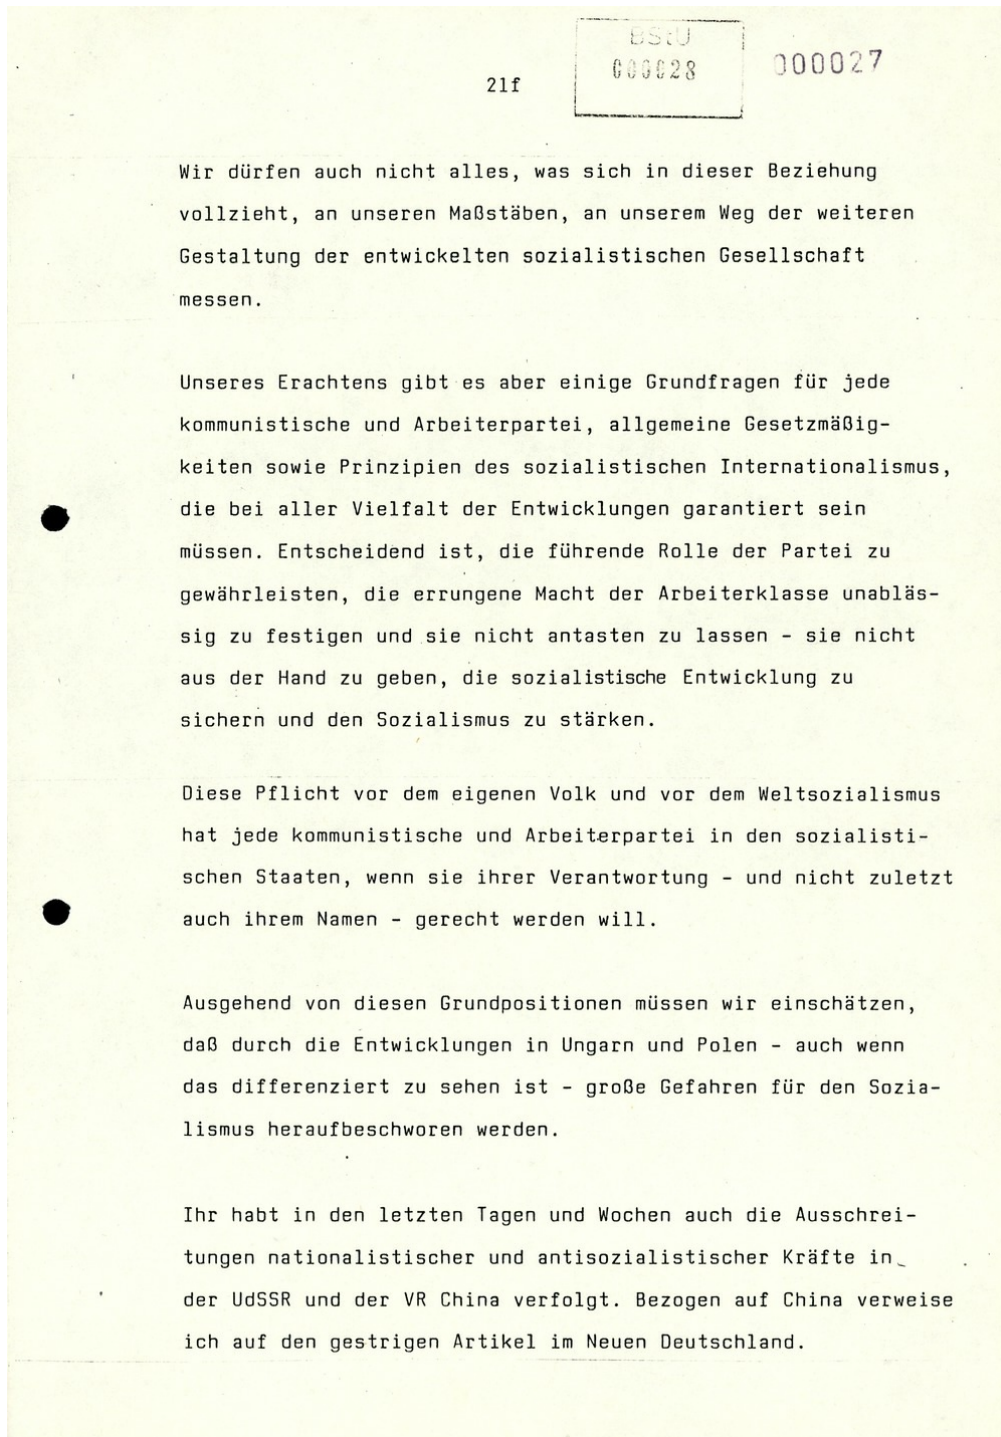 BStU
000028
000027
21f
Wir dürfen auch nicht alles, was sich in dieser Beziehung
vollzieht, an unseren Maßstäben, an unserem Weg der weiteren
Gestaltung der entwickelten sozialistischen Gesellschaft
messen.
Unseres Erachtens gibt es aber einige Grundfragen für jede
kommunistische und Arbeiterpartei, allgemeine Gesetzmäßig-
keiten sowie Prinzipien des sozialistischen Internationalismus,
die bei aller Vielfalt der Entwicklungen garantiert sein
müssen. Entscheidend ist, die führende Rolle der Partei zu
gewährleisten, die errungene Macht der Arbeiterklasse unabläs-
sig zu festigen und sie nicht antasten zu lassen - sie nicht
aus der Hand zu geben, die sozialistische Entwicklung zu
sichern und den Sozialismus zu stärken.
Diese Pflicht vor dem eigenen Volk und vor dem Weltsozialismus
hat jede kommunistische und Arbeiterpartei in den sozialisti-
schen Staaten, wenn sie ihrer Verantwortung - und nicht zuletzt
auch ihrem Namen - gerecht werden will.
Ausgehend von diesen Grundpositionen müssen wir einschätzen,
daß durch die Entwicklungen in Ungarn und Polen - auch wenn
das differenziert zu sehen ist - große Gefahren für den Sozia-
lismus heraufbeschworen werden.
Ihr habt in den letzten Tagen und Wochen auch die Ausschrei-
tungen nationalistischer und antisozialistischer Kräfte in
der UdSSR und der VR China verfolgt. Bezogen auf China verweise
ich auf den gestrigen Artikel im Neuen Deutschland.